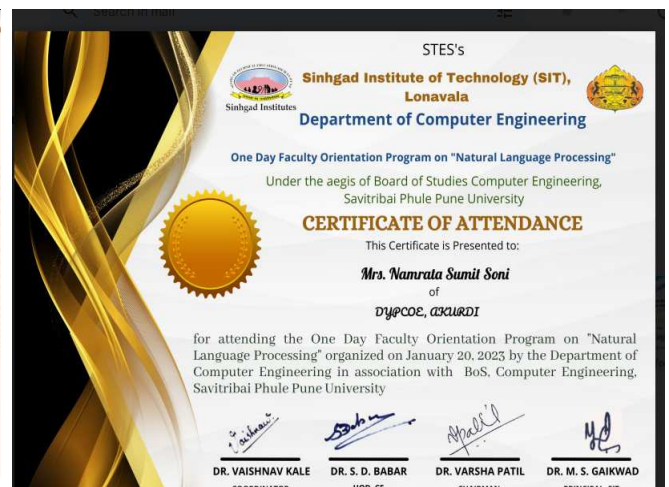 Search in mail
STES's
Sinhgad Institute of Technology (SIT),
Lonavala
Sinhgad Institutes
Department of Computer Engineering
One Day Faculty Orientation Program on "Natural Language Processing"
Under the aegis of Board of Studies Computer Engineering,
Savitribai Phule Pune University
CERTIFICATE OF ATTENDANCE
This Certificate is Presented to:
Mrs. Namrata Sumit Soni
of
DYPCOE, AKURDI
for attending the One Day Faculty Orientation Program on "Natural
Language Processing" organized on January 20, 2023 by the Department of
Computer Engineering in association with BoS, Computer Engineering,
Savitribai Phule Pune University
DR. VAISHNAV KALE DR. S. D. BABAR DR. VARSHA PATIL DR. M. S. GAIKWAD